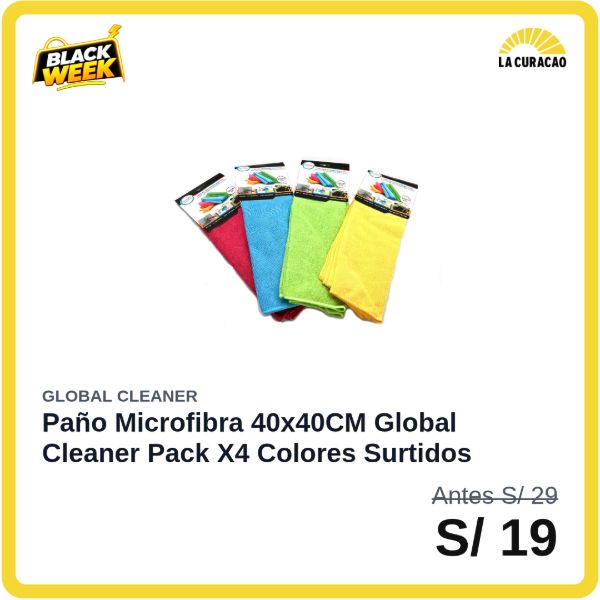 BLACK
WEEK
LA CURACAO
GLOBAL CLEANER
Paño Microfibra 40x40CM Global
Cleaner Pack X4 Colores Surtidos
Antes S/ 29
S/ 19